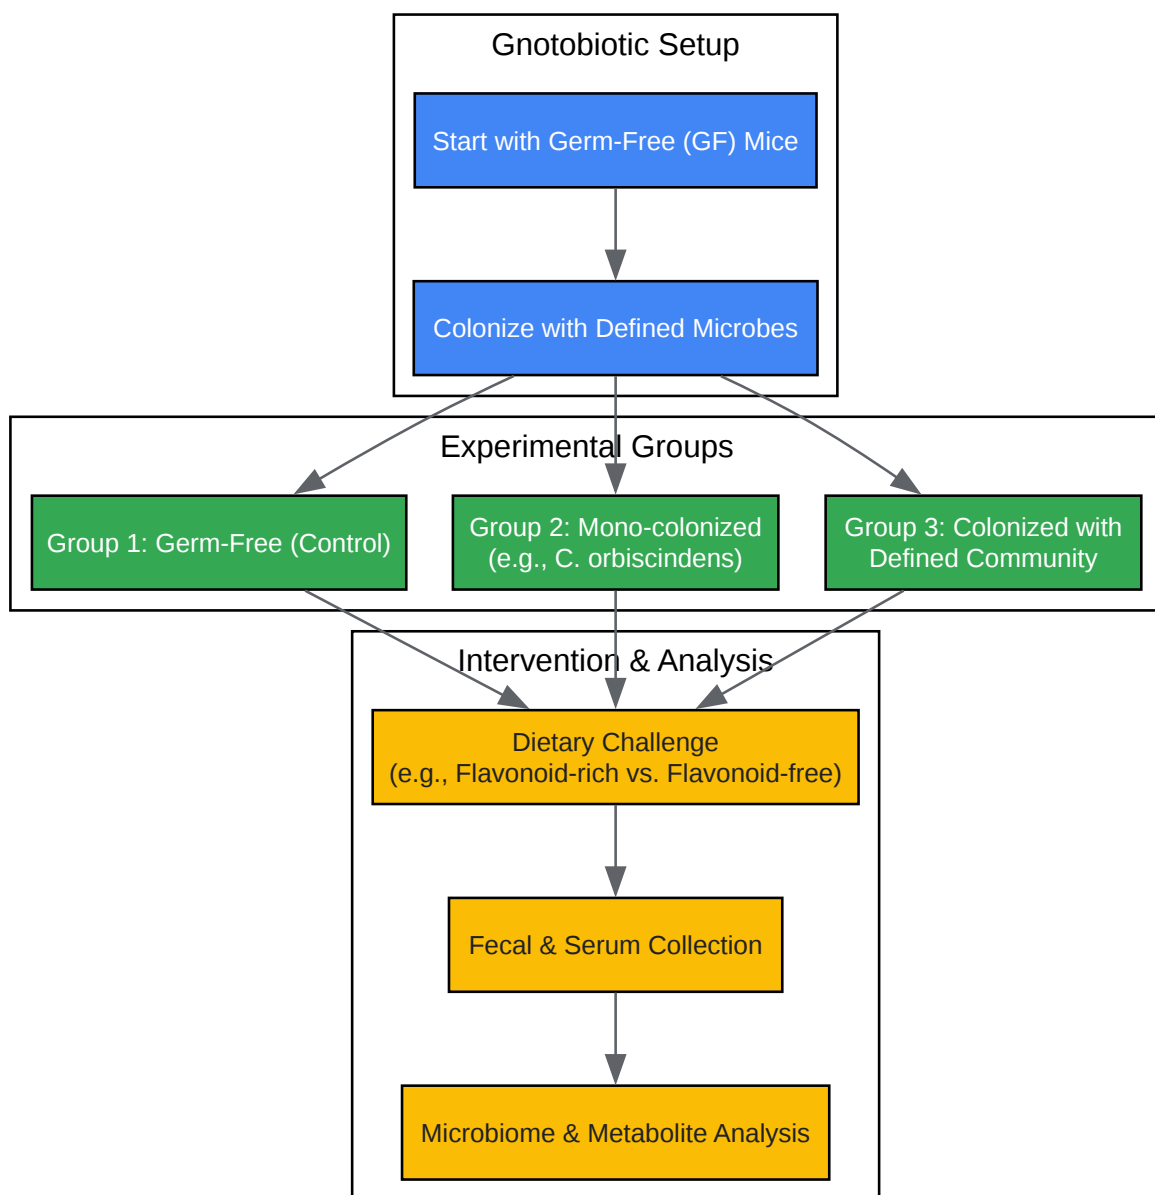 Gnotobiotic Setup
Start with Germ-Free (GF) Mice
Colonize with Defined Microbes
Experimental Groups
Group 1: Germ-Free (Control)
Group 2: Mono-colonized
(e.g., C. orbiscindens)
Group 3: Colonized with
Defined Community
Intervention & Analysis
Dietary Challenge
(e.g., Flavonoid-rich vs. Flavonoid-free)
Fecal & Serum Collection
Microbiome & Metabolite Analysis